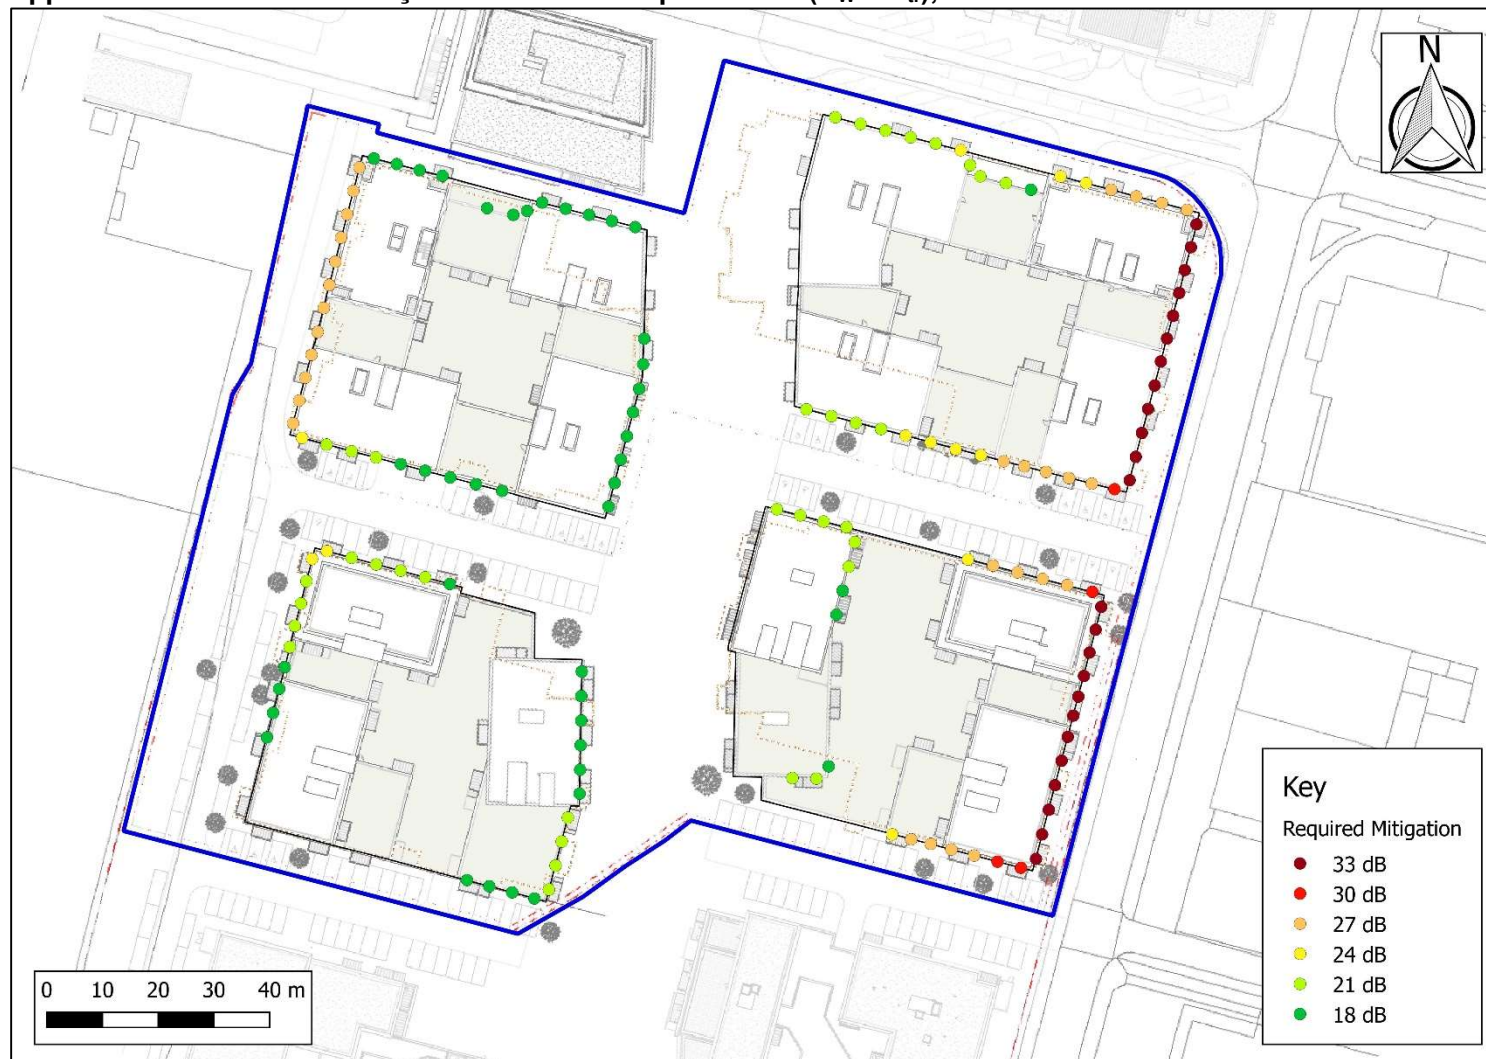 N
Key
Required Mitigation
33 dB
30 dB
27 dB
24 dB
21 dB
18 dB
0 10 20 30 40 m